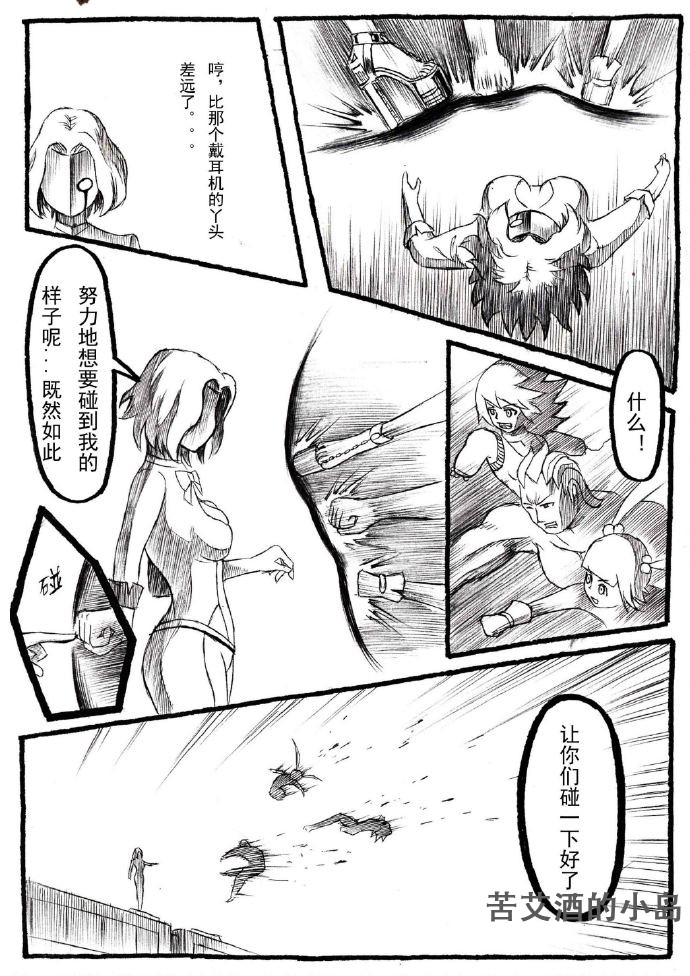 哼，比那个戴耳机的丫头
差远了。。。
什么！
努力地想要碰到我的
样子呢...既然如此
碰
让你们碰一下好了
苦艾酒的小岛